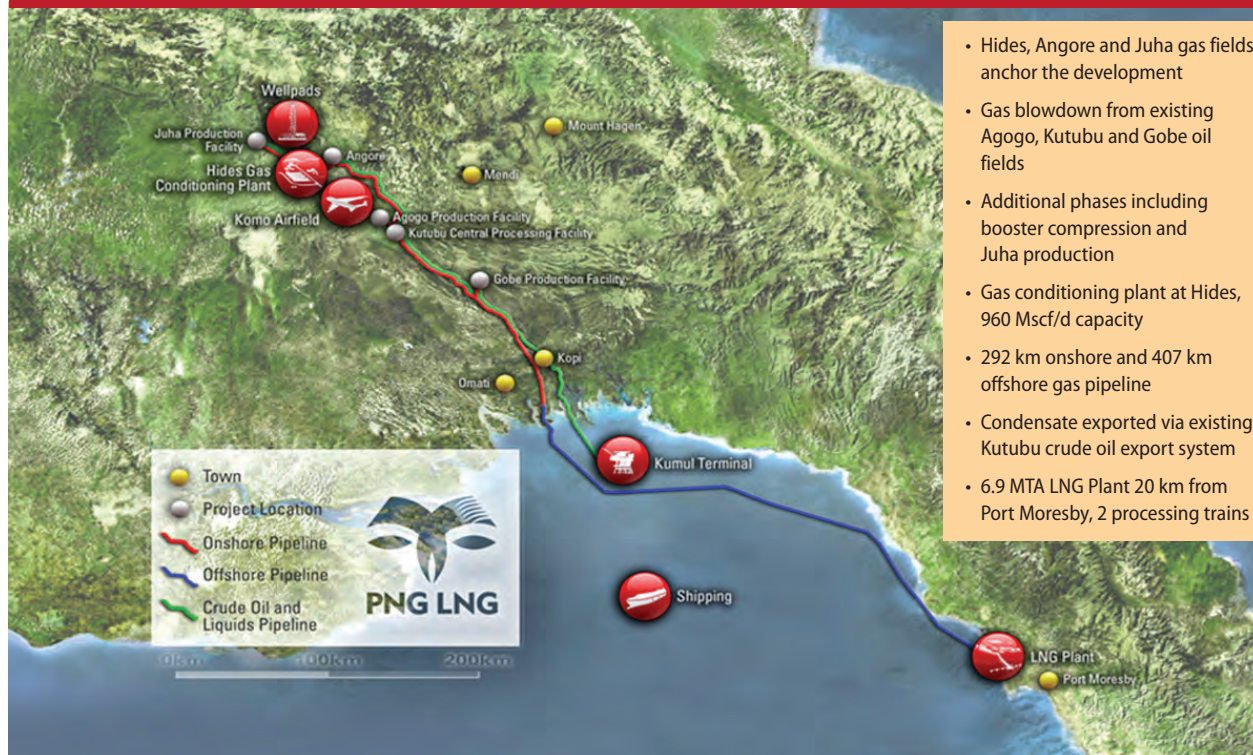 Wellpads
Juha Production
Facility
Angore
Hides Gas
Conditioning Plant
Komo Airfield
Mount Hagen
Mendi
Agogo Production Facility
Kutubu Central Processing Facility
Gobe Production Facility
Kopi
Omati
Kumul Terminal
Shipping
LNG Plant
Port Moresby
Town
Project Location
Onshore Pipeline
Offshore Pipeline
Crude Oil and
Liquids Pipeline
PNG LNG
0km 100km 200km
• Hides, Angore and Juha gas fields
anchor the development
• Gas blowdown from existing
Agogo, Kutubu and Gobe oil
fields
• Additional phases including
booster compression and
Juha production
• Gas conditioning plant at Hides,
960 Mscf/d capacity
• 292 km onshore and 407 km
offshore gas pipeline
• Condensate exported via existing
Kutubu crude oil export system
• 6.9 MTA LNG Plant 20 km from
Port Moresby, 2 processing trains